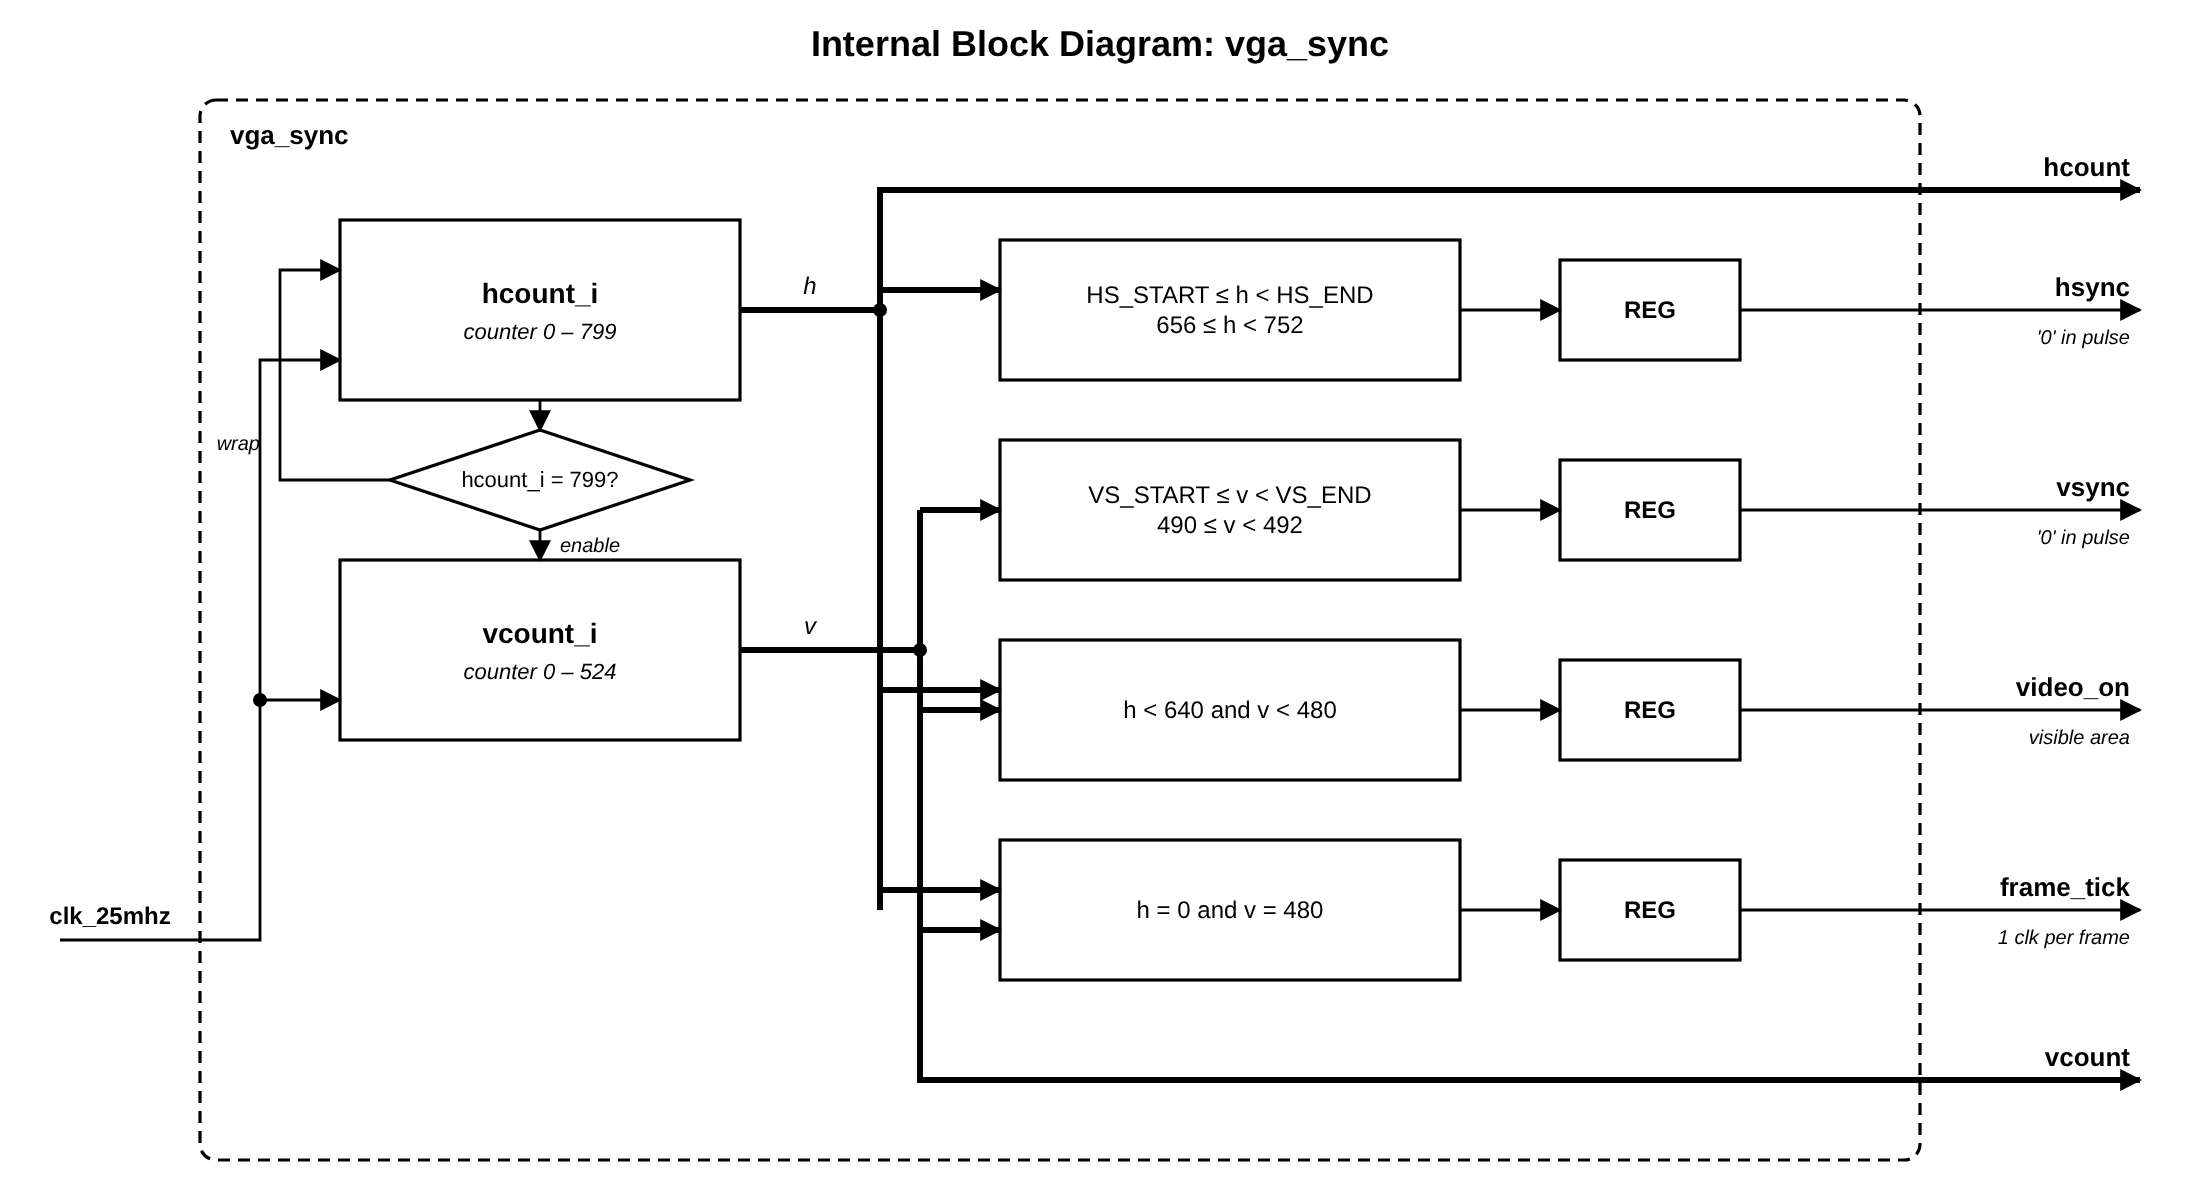 Internal Block Diagram: vga_sync
vga_sync
hcount
hcount_i
counter 0 – 799
h
HS_START ≤ h < HS_END
656 ≤ h < 752
REG
hsync
'0' in pulse
wrap
hcount_i = 799?
enable
VS_START ≤ v < VS_END
490 ≤ v < 492
REG
vsync
'0' in pulse
vcount_i
counter 0 – 524
v
h < 640 and v < 480
REG
video_on
visible area
clk_25mhz
h = 0 and v = 480
REG
frame_tick
1 clk per frame
vcount